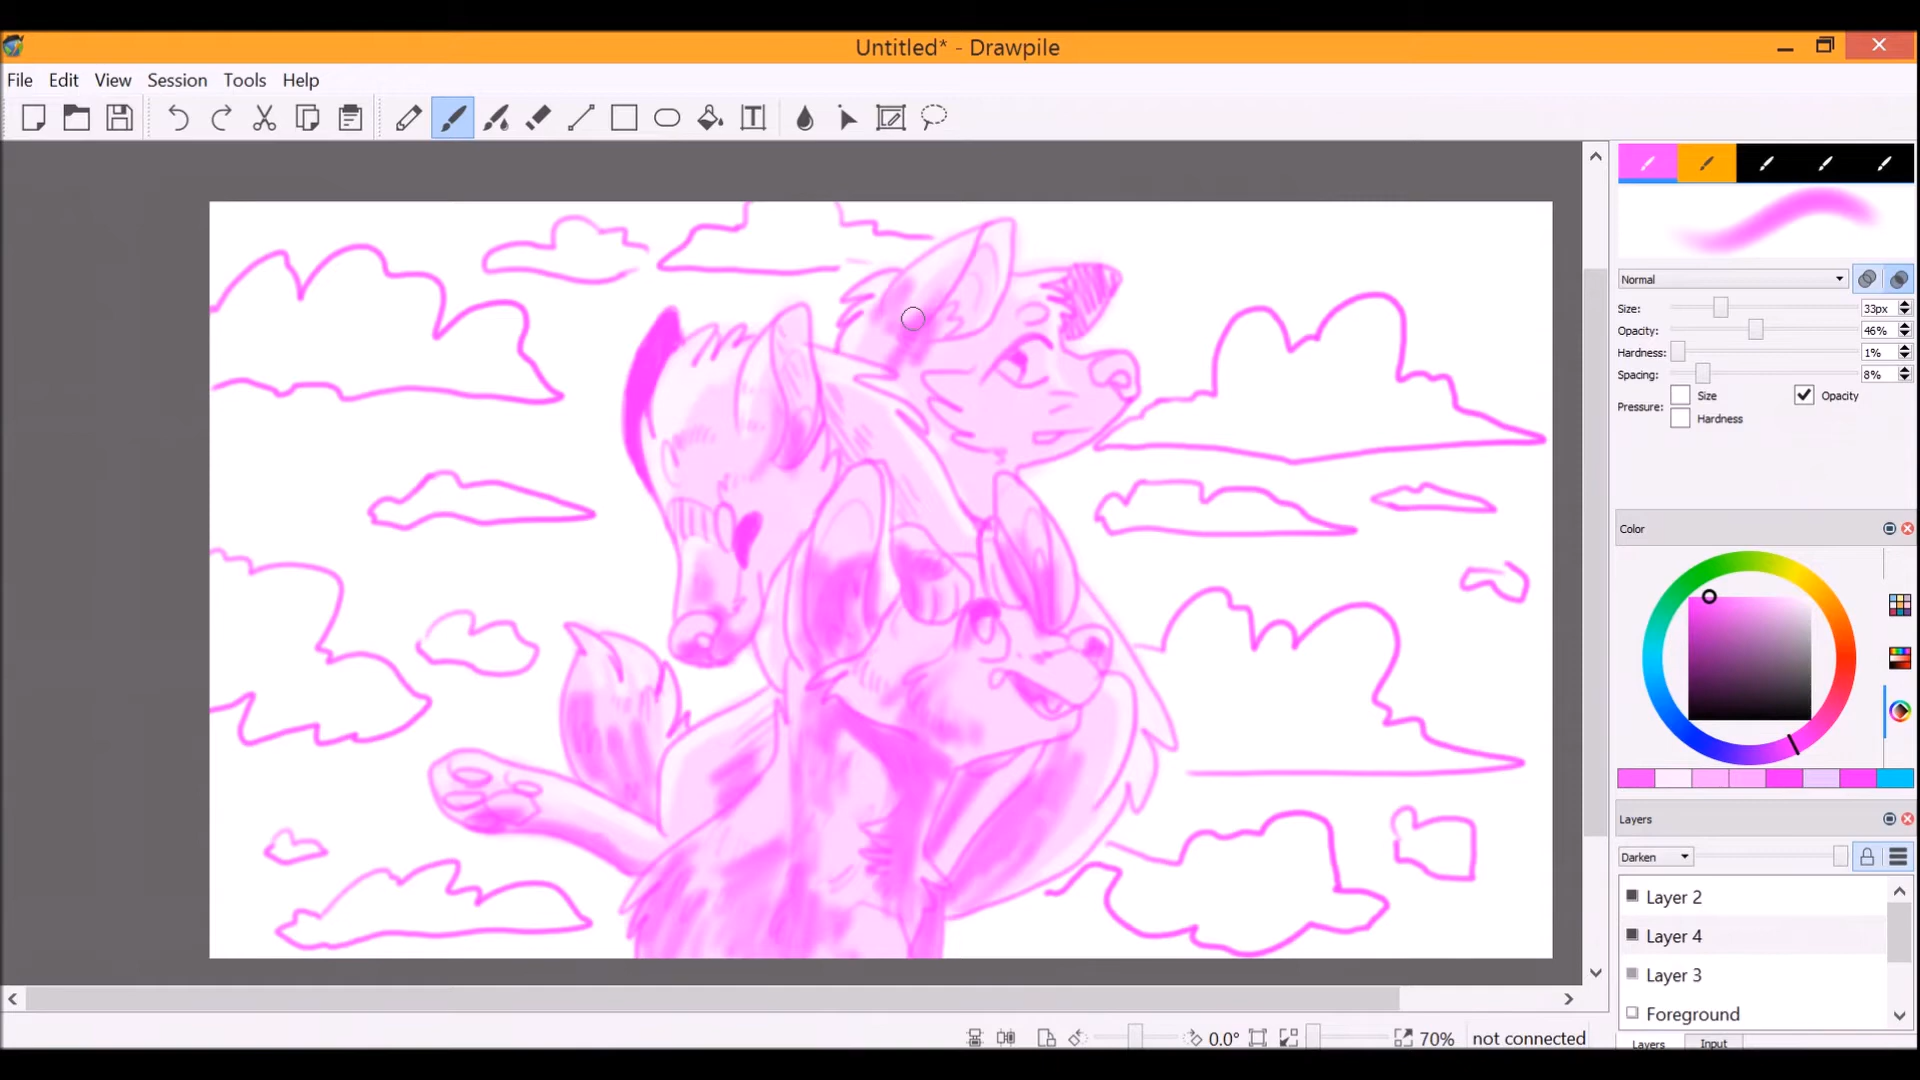 Untitled* - Drawpile
File Edit View Session Tools Help
Normal
Size: 33px
Opacity: 46%
Hardness: 1%
Spacing: 8%
Pressure: Size Opacity
Hardness
Color
Layers
Darken
Layer 2
Layer 4
Layer 3
Foreground
Layers Input
0.0° 70% not connected